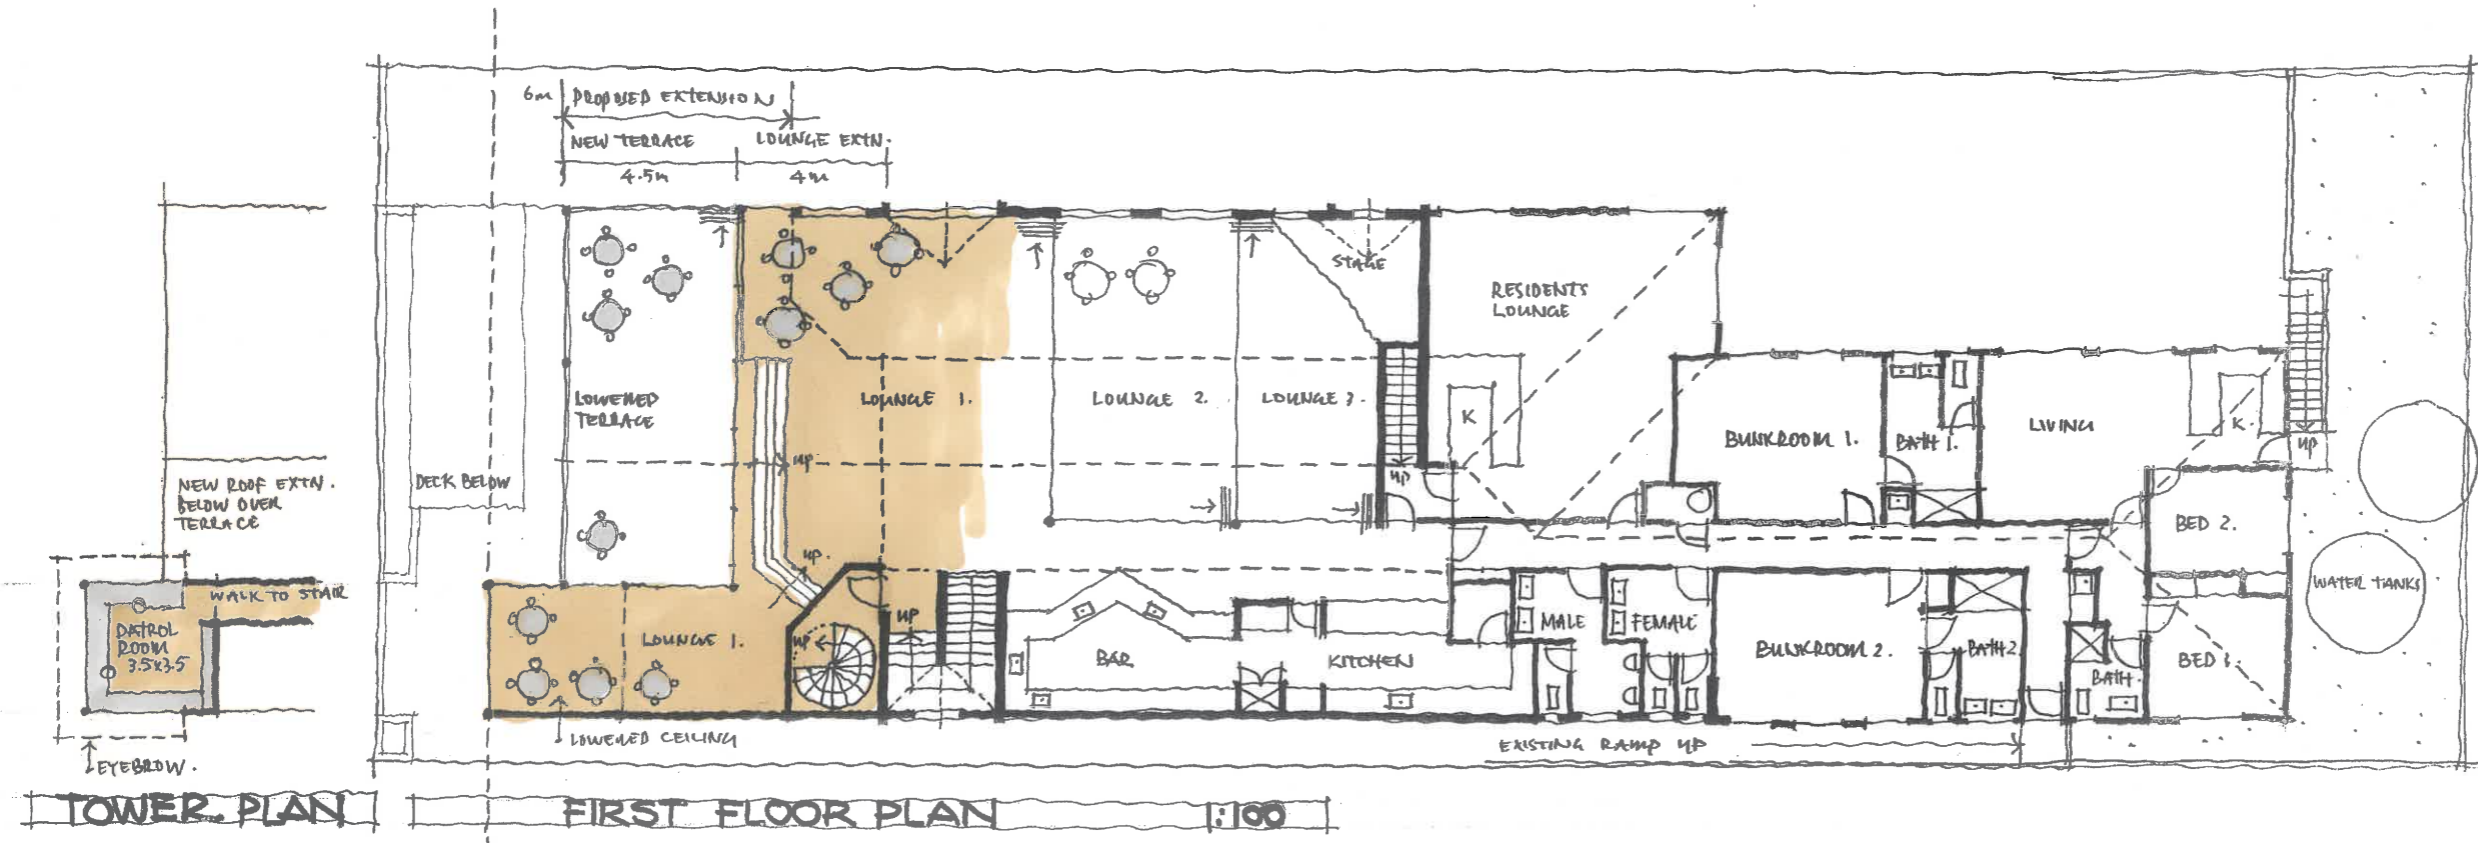 6m
PROPOSED EXTENSION
NEW TERRACE
LOUNGE EXTN.
4.5m
4m
STAGE
RESIDENTS
LOUNGE
LOWERED
TERRACE
LOUNGE 1.
LOUNGE 2.
LOUNGE 3.
K
BUNKROOM 1.
BATH 1.
LIVING
K.
UP
UP
UP
NEW ROOF EXTN.
BELOW OVER
TERRACE
DECK BELOW
BED 2.
UP.
WATER TANKS
WALK TO STAIR
PATROL
ROOM
3.5x3.5
LOUNGE 1.
UP
UP
BAR
KITCHEN
MALE
FEMALE
BUNKROOM 2.
BATH 2
BATH.
BED 1.
LOWERED CEILING
EXISTING RAMP UP
EYEBROW.
TOWER PLAN
FIRST FLOOR PLAN
1:100